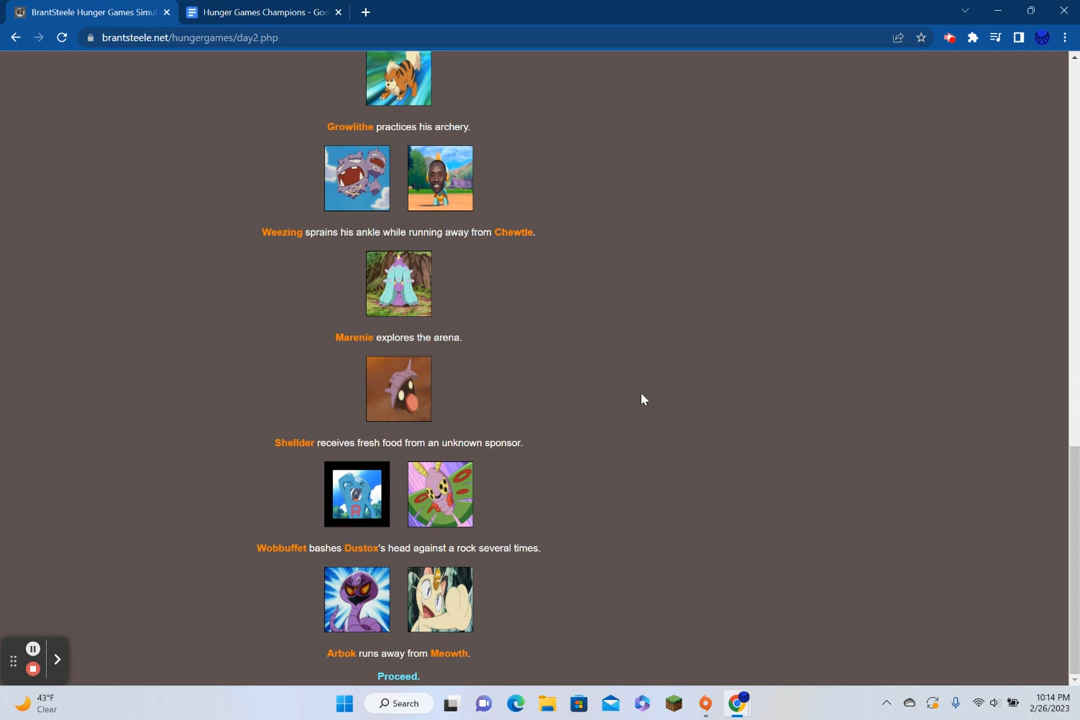 BrantSteele Hunger Games Simu
Hunger Games Champions - Goo
brantsteele.net/hungergames/day2.php
Growlithe practices his archery.
Weezing sprains his ankle while running away from Chewtle.
Marenie explores the arena.
Shellder receives fresh food from an unknown sponsor.
R
Wobbuffet bashes Dustox's head against a rock several times.
Arbok runs away from Meowth.
Proceed.
43°F
Clear
Search
10:14 PM
2/26/2023